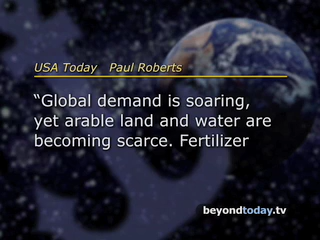 USA Today Paul Roberts
“Global demand is soaring,
yet arable land and water are
becoming scarce. Fertilizer
beyondtoday.tv